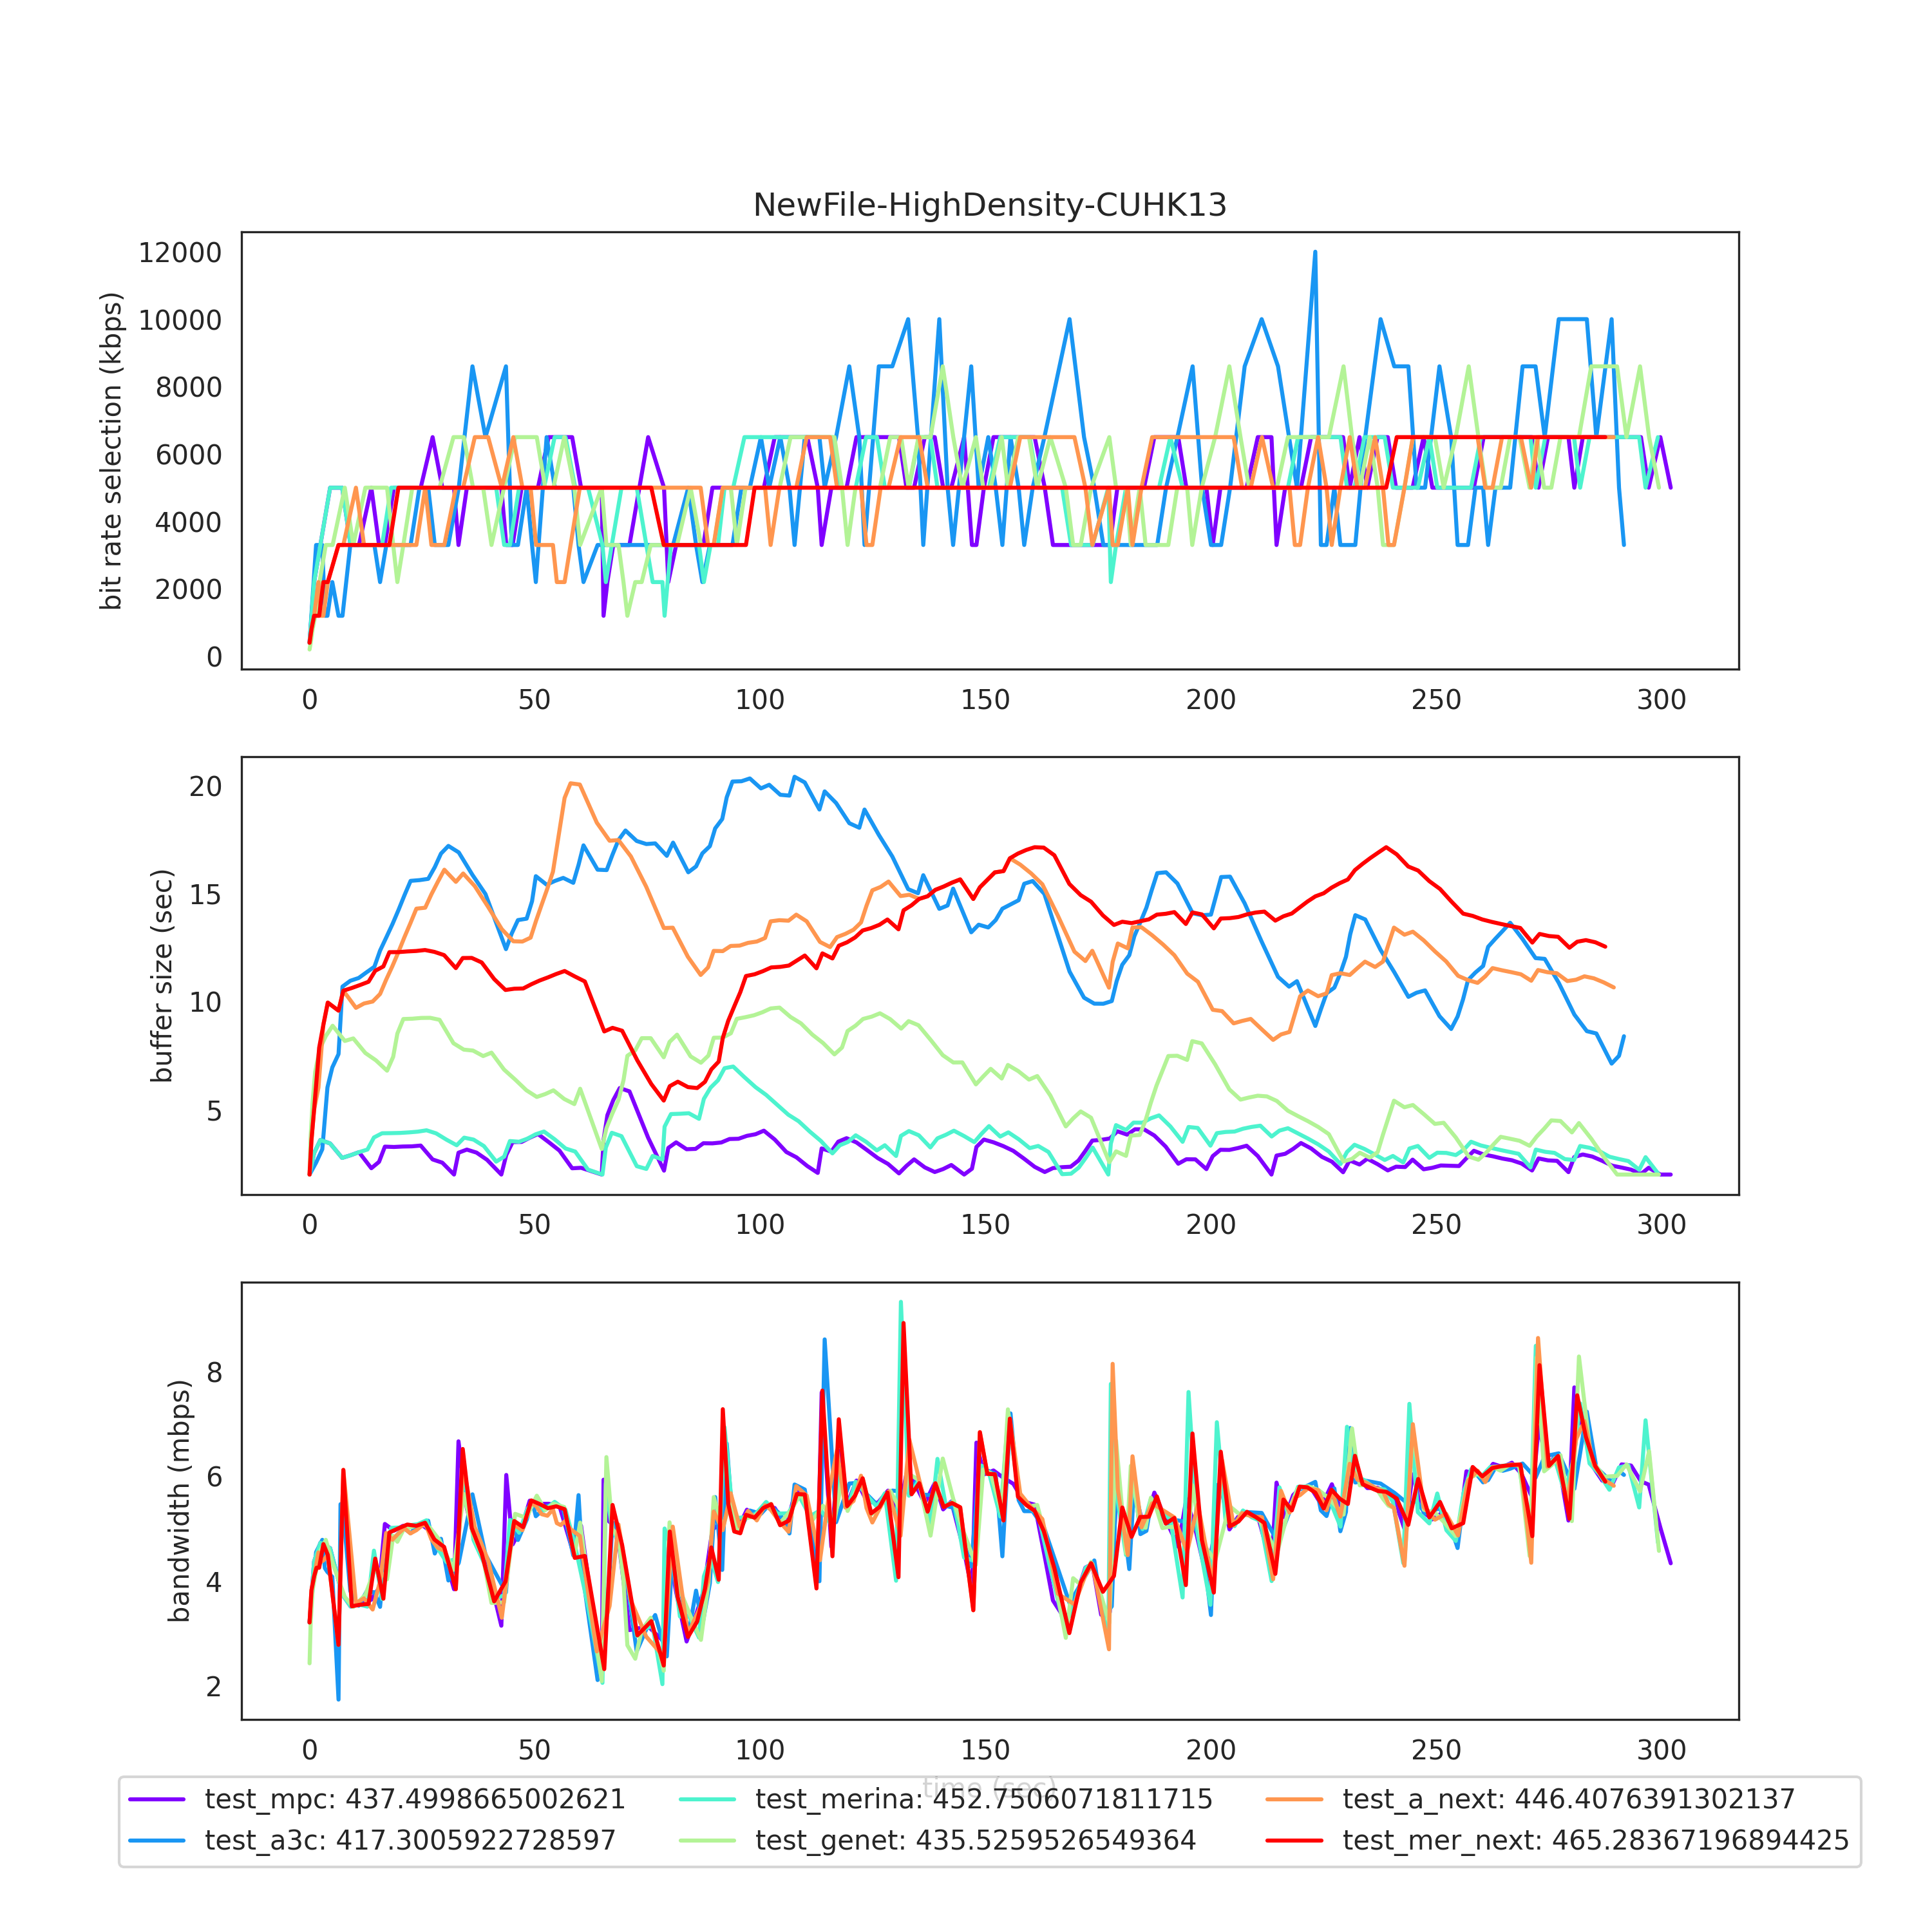 NewFile-HighDensity-CUHK13
bit rate selection (kbps)
12000
10000
8000
6000
4000
2000
0
0 50 100 150 200 250 300
buffer size (sec)
20
15
10
5
0 50 100 150 200 250 300
bandwidth (mbps)
8
6
4
2
0 50 100 150 200 250 300
time (sec)
test_mpc: 437.4998665002621 test_merina: 452.7506071811715 test_a_next: 446.4076391302137
test_a3c: 417.3005922728597 test_genet: 435.5259526549364 test_mer_next: 465.28367196894425